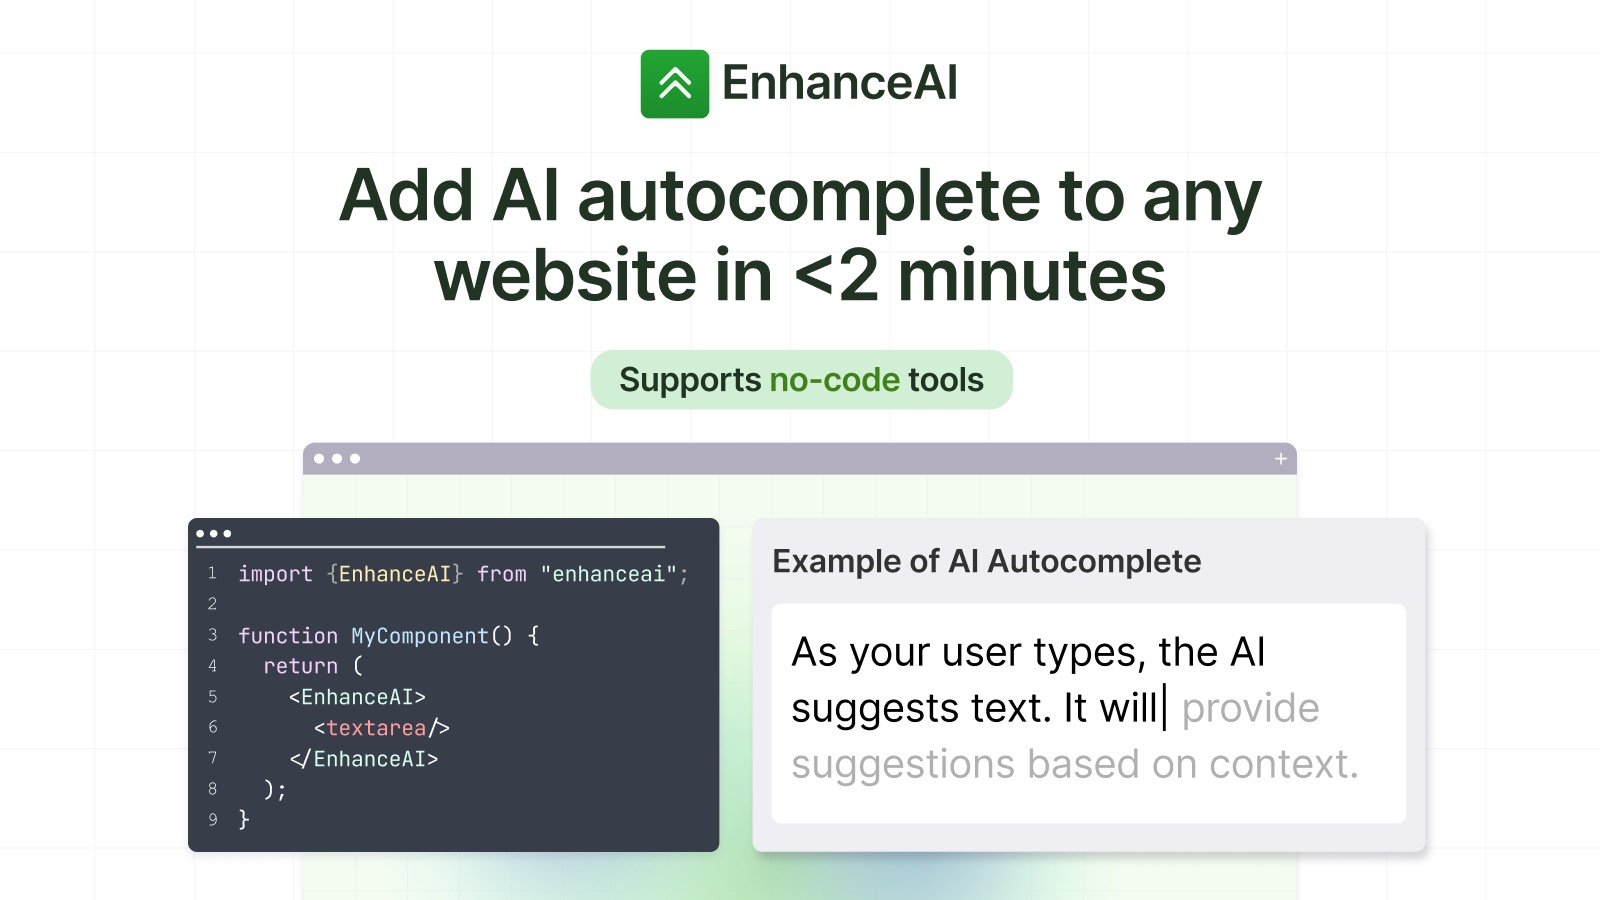 EnhanceAI
Add AI autocomplete to any
website in <2 minutes
Supports no-code tools
1 import {EnhanceAI} from "enhanceai";
2
3 function MyComponent() {
4 return (
5 <EnhanceAI>
6 <textarea/>
7 </EnhanceAI>
8 );
9 }
Example of AI Autocomplete
As your user types, the AI
suggests text. It will provide
suggestions based on context.